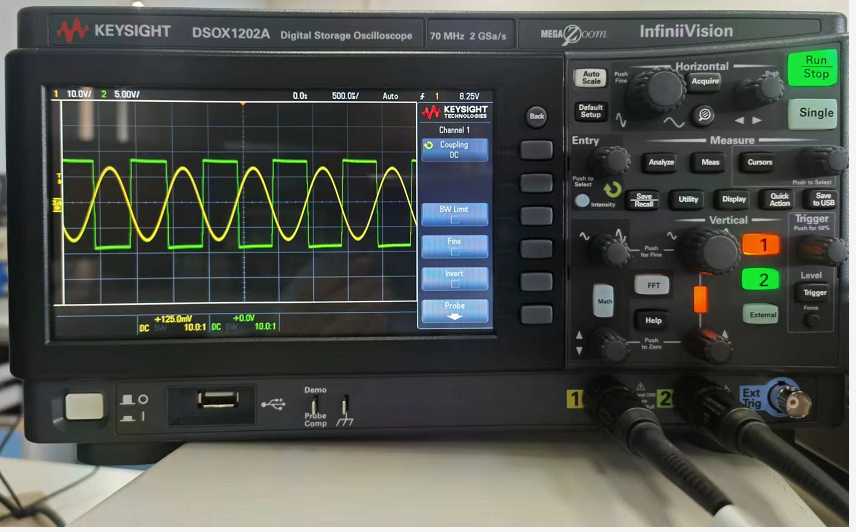 KEYSIGHT DSOX1202A Digital Storage Oscilloscope 70 MHz 2 GSa/s MEGA Zoom InfiniiVision
1 10.0V/ 2 5.00V/ 0.0s 500.0㎲/ Auto 1 8.25V
KEYSIGHT
TECHNOLOGIES
Channel 1
Coupling
DC
BW Limit
Fine
Invert
Probe
+125.0mV
DC BW 10.0:1
+0.0V
DC BW 10.0:1
Back
Horizontal
Auto
Scale
Push
Fine
Acquire
Run
Stop
Default
Setup
Single
Entry
Measure
Analyze
Meas
Cursors
Push to
Select
Push to Select
Intensity
Save
Recall
Utility
Display
Quick
Action
Save
to USB
Vertical
Trigger
Push for 50%
Push
for Fine
1
Level
FFT
2
Trigger
Math
Force
Help
External
Push
to Zero
Demo
Probe
Comp
1
2
Ext
Trig